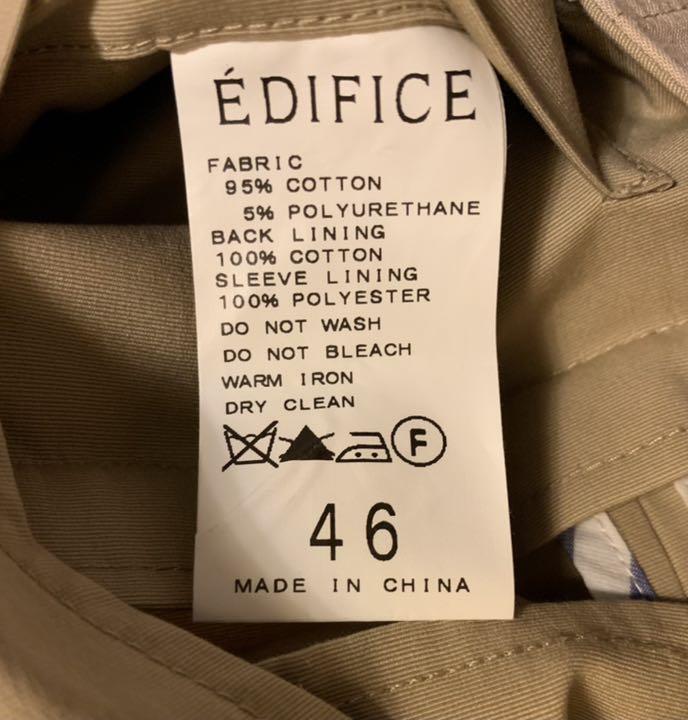 ÉDIFICE
FABRIC
95% COTTON
5% POLYURETHANE
BACK LINING
100% COTTON
SLEEVE LINING
100% POLYESTER
DO NOT WASH
DO NOT BLEACH
WARM IRON
DRY CLEAN
F
46
MADE IN CHINA